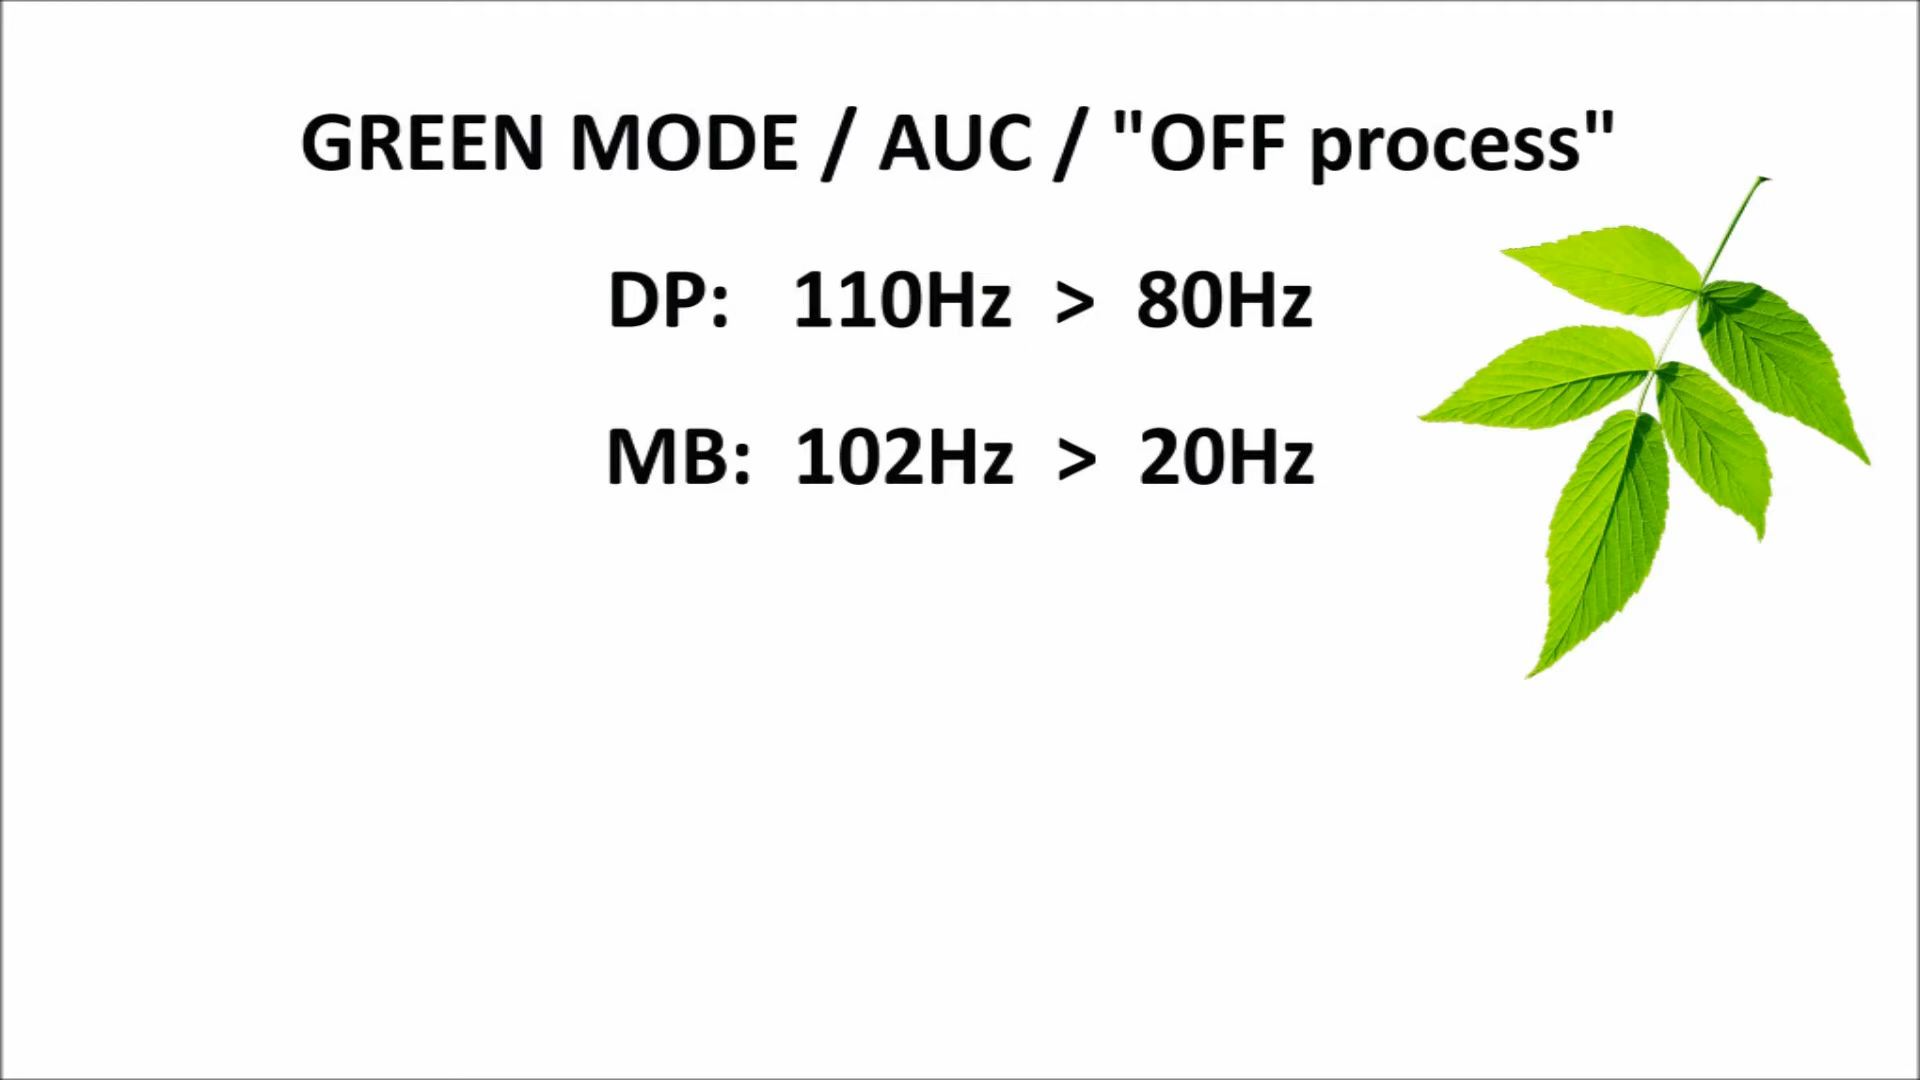 GREEN MODE / AUC / "OFF process"
DP: 110Hz > 80Hz
MB: 102Hz > 20Hz